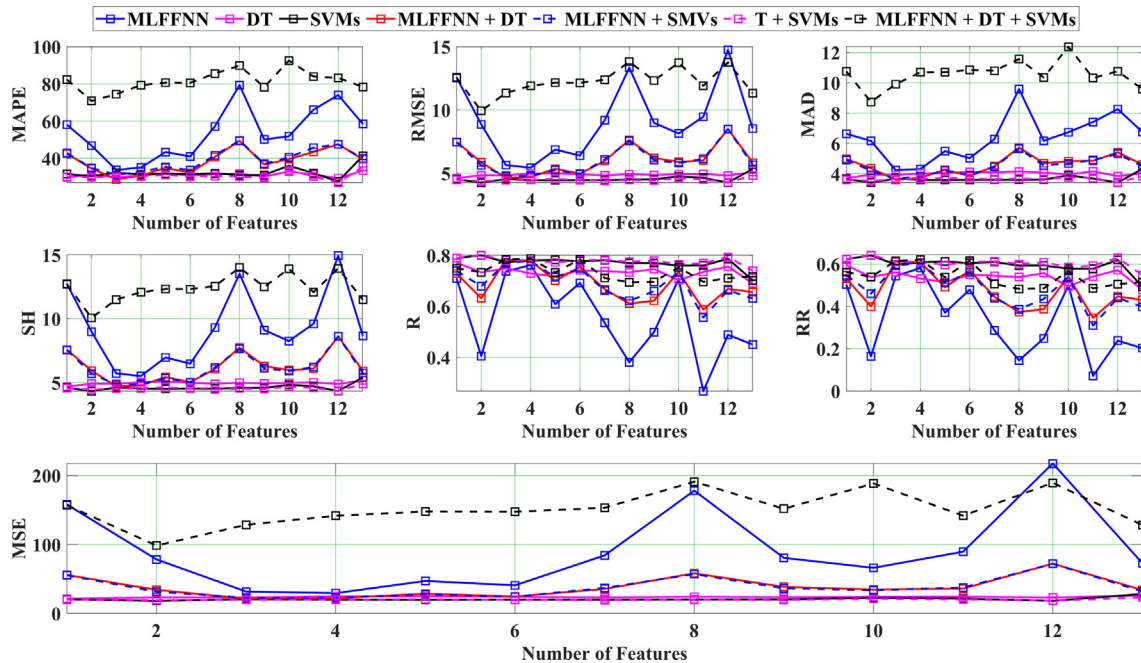 MLFFNN DT SVMs MLFFNN + DT MLFFNN + SMVs T + SVMs MLFFNN + DT + SVMs
MAPE
100
80
60
40
2 4 6 8 10 12
Number of Features
RMSE
15
10
5
2 4 6 8 10 12
Number of Features
MAD
12
10
8
6
4
2 4 6 8 10 12
Number of Features
SH
15
10
5
2 4 6 8 10 12
Number of Features
R
0.8
0.6
0.4
2 4 6 8 10 12
Number of Features
RR
0.6
0.4
0.2
0
2 4 6 8 10 12
Number of Features
MSE
200
100
0
2 4 6 8 10 12
Number of Features